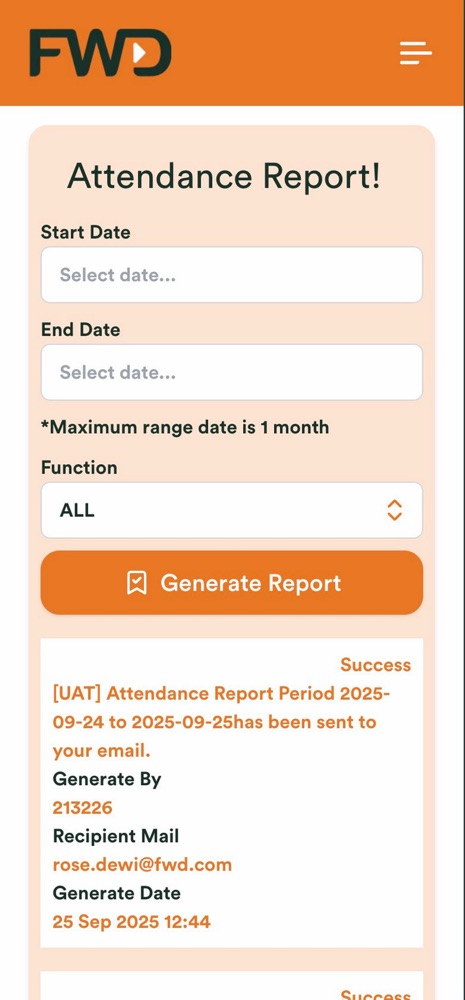 FWD
Attendance Report!
Start Date
Select date...
End Date
Select date...
*Maximum range date is 1 month
Function
ALL
Generate Report
Success
[UAT] Attendance Report Period 2025-
09-24 to 2025-09-25has been sent to
your email.
Generate By
213226
Recipient Mail
rose.dewi@fwd.com
Generate Date
25 Sep 2025 12:44
Success